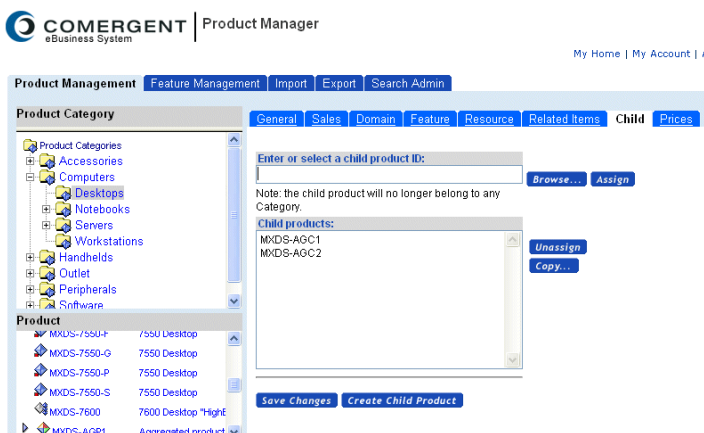 COMERGENT
eBusiness System
Product Manager
My Home | My Account |
Product Management
Feature Management
Import
Export
Search Admin
Product Category
General
Sales
Domain
Feature
Resource
Related Items
Child
Prices
Product Categories
Accessories
Computers
Desktops
Notebooks
Servers
Workstations
Handhelds
Outlet
Peripherals
Software
Enter or select a child product ID:
Browse...
Assign
Note: the child product will no longer belong to any
Category.
Child products:
MXDS-AGC1
MXDS-AGC2
Unassign
Copy...
Product
MXDS-7550-F 7550 Desktop
MXDS-7550-G 7550 Desktop
MXDS-7550-P 7550 Desktop
MXDS-7550-S 7550 Desktop
MXDS-7600 7600 Desktop "HighE
MXDS-AGP1 Aggregated product
Save Changes
Create Child Product